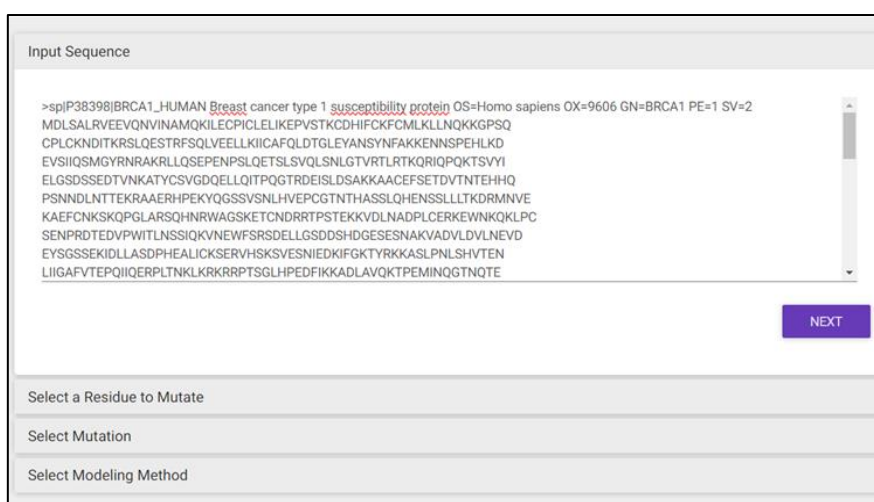 Input Sequence
>sp|P38398|BRCA1_HUMAN Breast cancer type 1 susceptibility protein OS=Homo sapiens OX=9606 GN=BRCA1 PE=1 SV=2
MDLSALRVEEVQNVINAMQKILECPICLELIKEPVSTKCDHIFCKFCMLKLLNQKKGPSQ
CPLCKNDITKRSLQESTRFSQLVEELLKIICAFQLDTGLEYANSYNFAKKENNSPEHLKD
EVSIIQSMGYRNRAKRLLQSEPENPSLQETSLSVQLSNLGTVRTLRTKQRIQPQKTSVYI
ELGSDSSEDTVNKATYCSVGDQELLQITPQGTRDEISLDSAKKAACEFSETDVTNTEHHQ
PSNNDLNTTEKRAAERHPEKYQGSSVSNLHVEPCGTNTHASSLQHENSSLLLTKDRMNVE
KAEFCNKSKQPGLARSQHNRWAGSKETCNDRRTPSTEKKVDLNADPLCERKEWNKQKLPC
SENPRDTEDVPWITLNSSIQKVNEWFSRSDELLGSDDSHDGESESNAKVADVLDVLNEVD
EYSGSSEKIDLLASDPHEALICKSERVHSKSVESNIEDKIFGKTYRKKASLPNLSHVTEN
LIIGAFVTEPQIIQERPLTNKLKRKRRPTSGLHPEDFIKKADLAVQKTPEMINQGTNQTE
NEXT
Select a Residue to Mutate
Select Mutation
Select Modeling Method